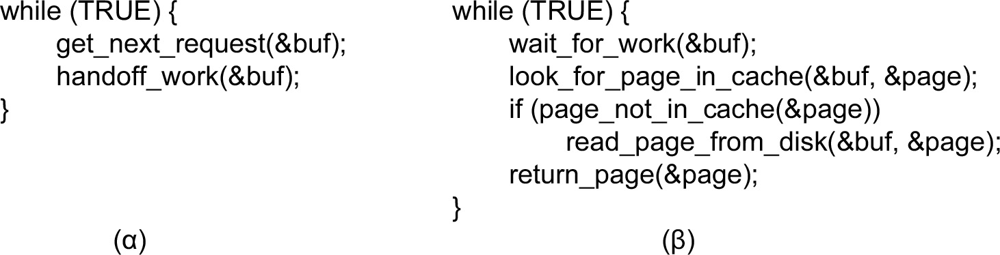 while (TRUE) {
get_next_request(&buf);
handoff_work(&buf);
}
(α)
while (TRUE) {
wait_for_work(&buf);
look_for_page_in_cache(&buf, &page);
if (page_not_in_cache(&page))
read_page_from_disk(&buf, &page);
return_page(&page);
}
(β)